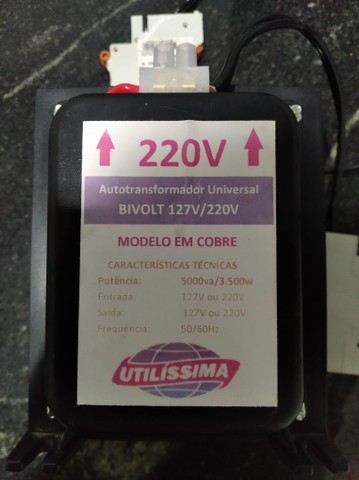 220V
Autotransformador Universal
BIVOLT 127V/220V
MODELO EM COBRE
CARACTERÍSTICAS TÉCNICAS
Potência: 5000va/3.500w
Entrada: 127V ou 220V
Saída: 127V ou 220V
Frequência: 50/60Hz
UTILÍSSIMA